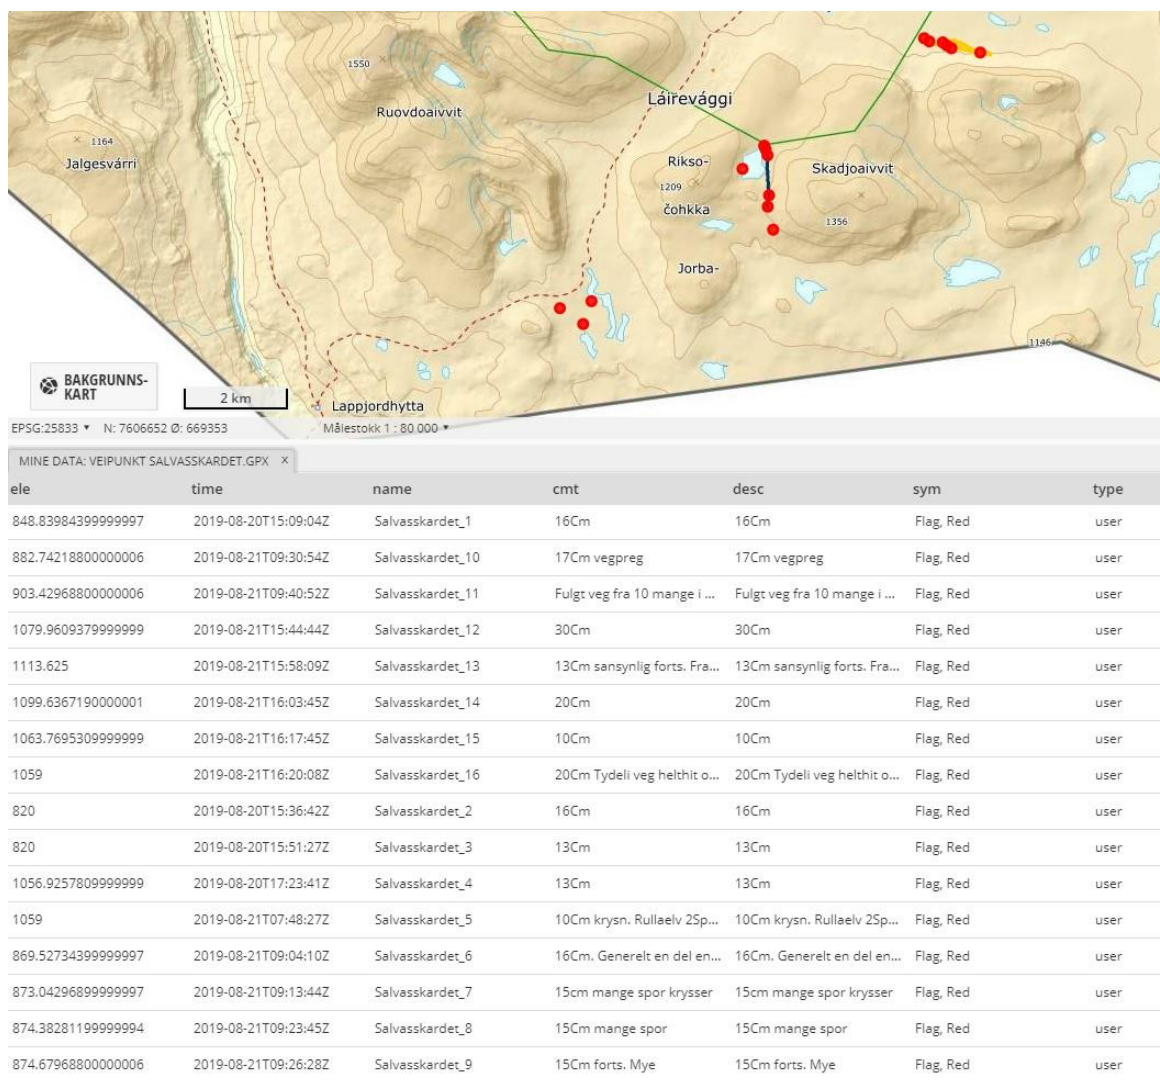 1550
Ruovdoaivvit
Láirevággi
1164
Jalgesvárri
Rikso-
1209
čohkka
Skadjoaivvit
1356
Jorba-
1146
BAKGRUNNS-
KART
2 km
Lappjordhytta
EPSG:25833 N: 7606652 Ø: 669353 Målestokk 1 : 80 000
MINE DATA: VEIPUNKT SALVASSKARDET.GPX X
ele time name cmt desc sym type
848.83984399999997 2019-08-20T15:09:04Z Salvasskardet_1 16Cm 16Cm Flag, Red user
882.74218800000006 2019-08-21T09:30:54Z Salvasskardet_10 17Cm vegpreg 17Cm vegpreg Flag, Red user
903.42968800000006 2019-08-21T09:40:52Z Salvasskardet_11 Fulgt veg fra 10 mange i ... Fulgt veg fra 10 mange i ... Flag, Red user
1079.9609379999999 2019-08-21T15:44:44Z Salvasskardet_12 30Cm 30Cm Flag, Red user
1113.625 2019-08-21T15:58:09Z Salvasskardet_13 13Cm sansynlig forts. Fra... 13Cm sansynlig forts. Fra... Flag, Red user
1099.6367190000001 2019-08-21T16:03:45Z Salvasskardet_14 20Cm 20Cm Flag, Red user
1063.7695309999999 2019-08-21T16:17:45Z Salvasskardet_15 10Cm 10Cm Flag, Red user
1059 2019-08-21T16:20:08Z Salvasskardet_16 20Cm Tydeli veg helthit o... 20Cm Tydeli veg helthit o... Flag, Red user
820 2019-08-20T15:36:42Z Salvasskardet_2 16Cm 16Cm Flag, Red user
820 2019-08-20T15:51:27Z Salvasskardet_3 13Cm 13Cm Flag, Red user
1056.9257809999999 2019-08-20T17:23:41Z Salvasskardet_4 13Cm 13Cm Flag, Red user
1059 2019-08-21T07:48:27Z Salvasskardet_5 10Cm krysn. Rullaelv 2Sp... 10Cm krysn. Rullaelv 2Sp... Flag, Red user
869.52734399999997 2019-08-21T09:04:10Z Salvasskardet_6 16Cm. Generelt en del en... 16Cm. Generelt en del en... Flag, Red user
873.04296899999997 2019-08-21T09:13:44Z Salvasskardet_7 15cm mange spor krysser 15cm mange spor krysser Flag, Red user
874.38281199999994 2019-08-21T09:23:45Z Salvasskardet_8 15Cm mange spor 15Cm mange spor Flag, Red user
874.67968800000006 2019-08-21T09:26:28Z Salvasskardet_9 15Cm forts. Mye 15Cm forts. Mye Flag, Red user